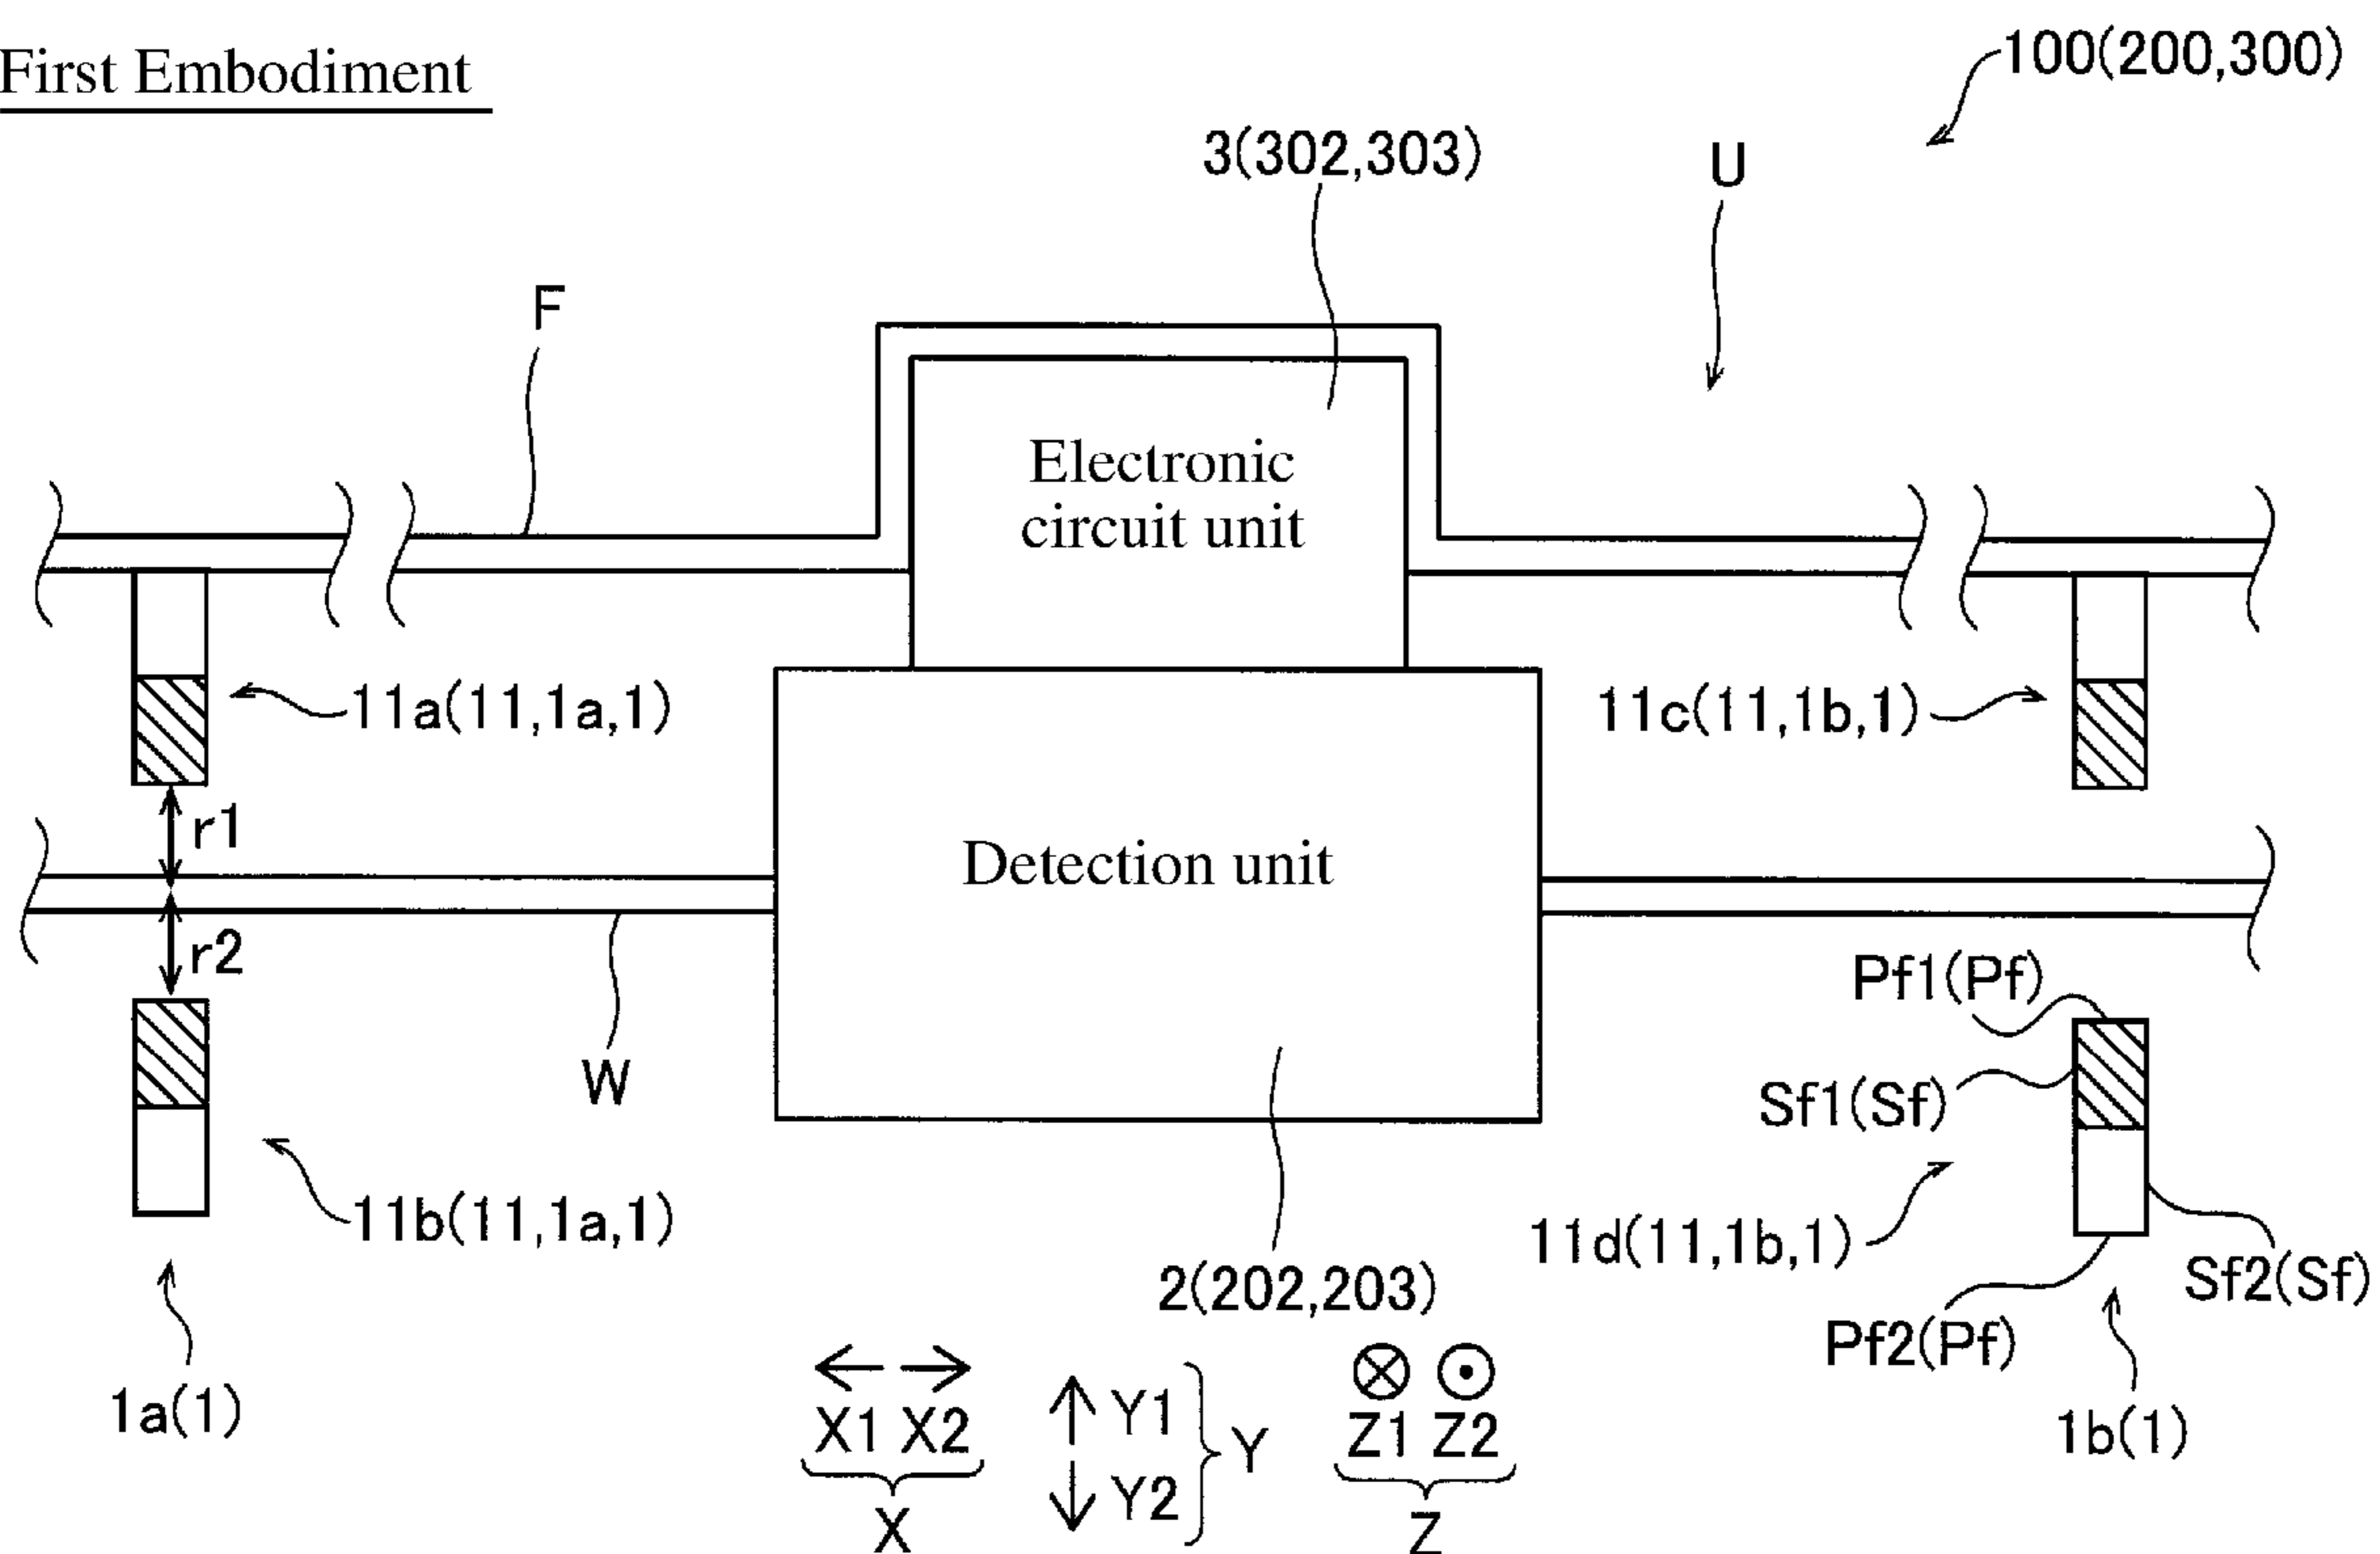 First Embodiment
100(200,300)
3(302,303)
U
F
Electronic
circuit unit
11a(11,1a,1)
11c(11,1b,1)
r1
Detection unit
r2
Pf1(Pf)
W
Sf1(Sf)
11b(11,1a,1)
11d(11,1b,1)
Sf2(Sf)
2(202,203)
Pf2(Pf)
1a(1)
1b(1)
X1 X2
X
Y1
Y2
Y
Z1 Z2
Z